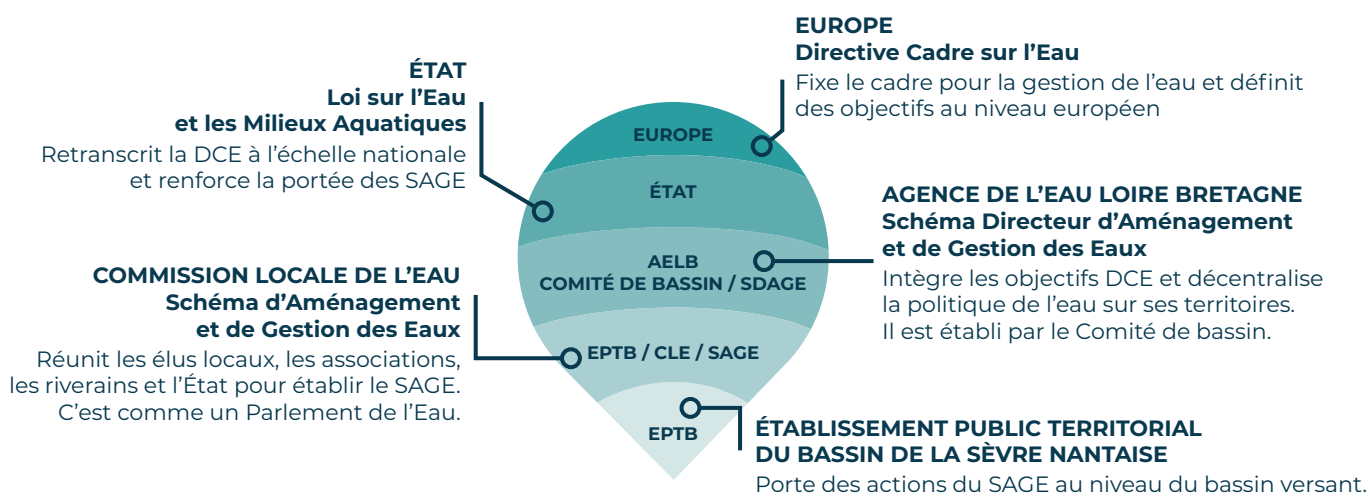 EUROPE
Directive Cadre sur l’Eau
Fixe le cadre pour la gestion de l’eau et définit
des objectifs au niveau européen
ÉTAT
Loi sur l’Eau
et les Milieux Aquatiques
Retranscrit la DCE à l’échelle nationale
et renforce la portée des SAGE
AGENCE DE L’EAU LOIRE BRETAGNE
Schéma Directeur d’Aménagement
et de Gestion des Eaux
Intègre les objectifs DCE et décentralise
la politique de l’eau sur ses territoires.
Il est établi par le Comité de bassin.
COMMISSION LOCALE DE L’EAU
Schéma d’Aménagement
et de Gestion des Eaux
Réunit les élus locaux, les associations,
les riverains et l’État pour établir le SAGE.
C’est comme un Parlement de l’Eau.
ÉTABLISSEMENT PUBLIC TERRITORIAL
DU BASSIN DE LA SÈVRE NANTAISE
Porte des actions du SAGE au niveau du bassin versant.
EUROPE
ÉTAT
AELB
COMITÉ DE BASSIN / SDAGE
EPTB / CLE / SAGE
EPTB